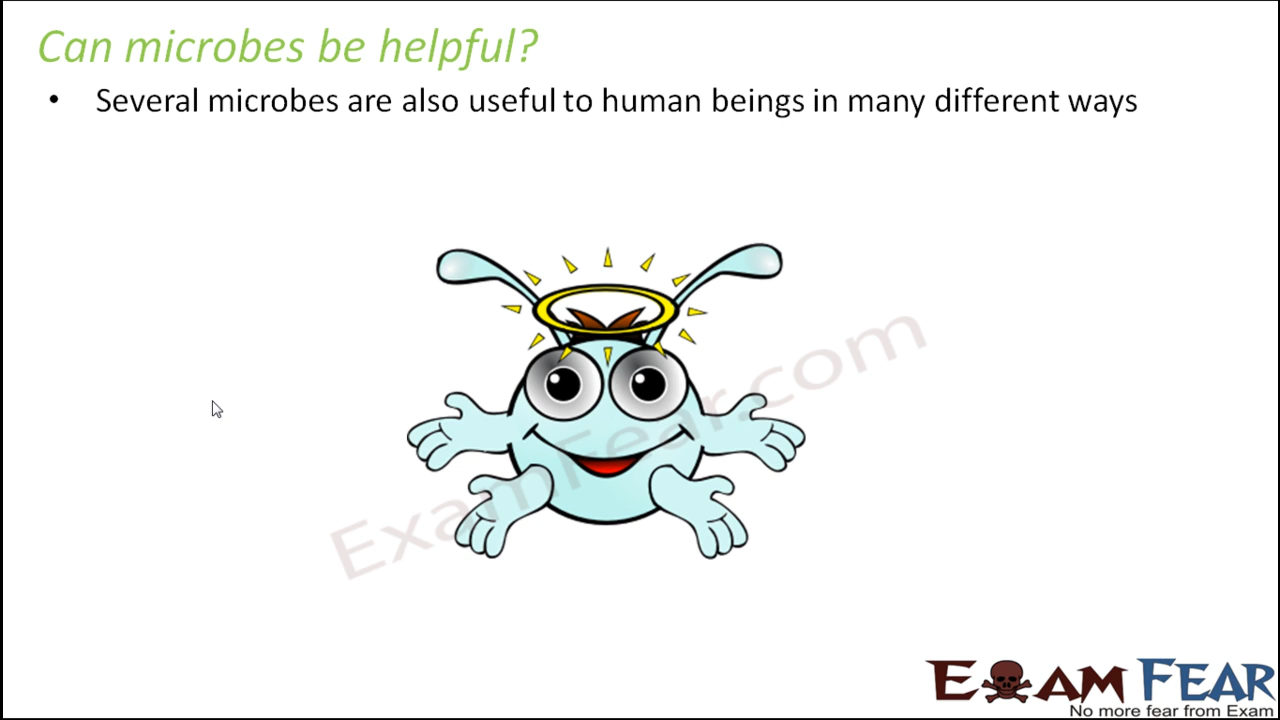 Can microbes be helpful?
• Several microbes are also useful to human beings in many different ways
ExamFear.com
EXAM FEAR
No more fear from Exam